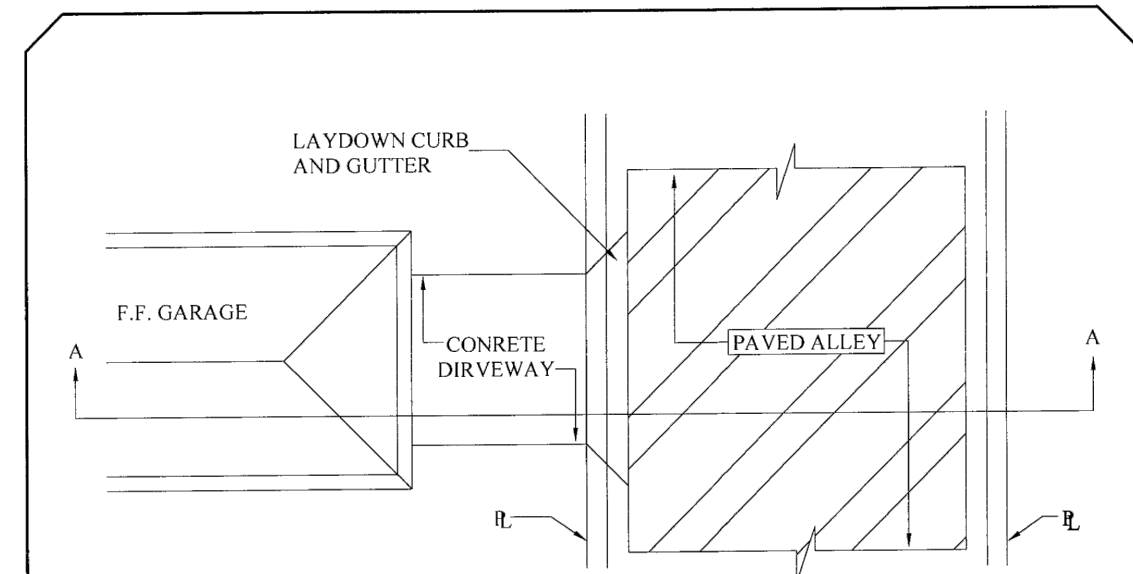 LAYDOWN CURB
AND GUTTER
F.F. GARAGE
A
CONRETE
DIRVEWAY
PAVED ALLEY
A
PL
PL